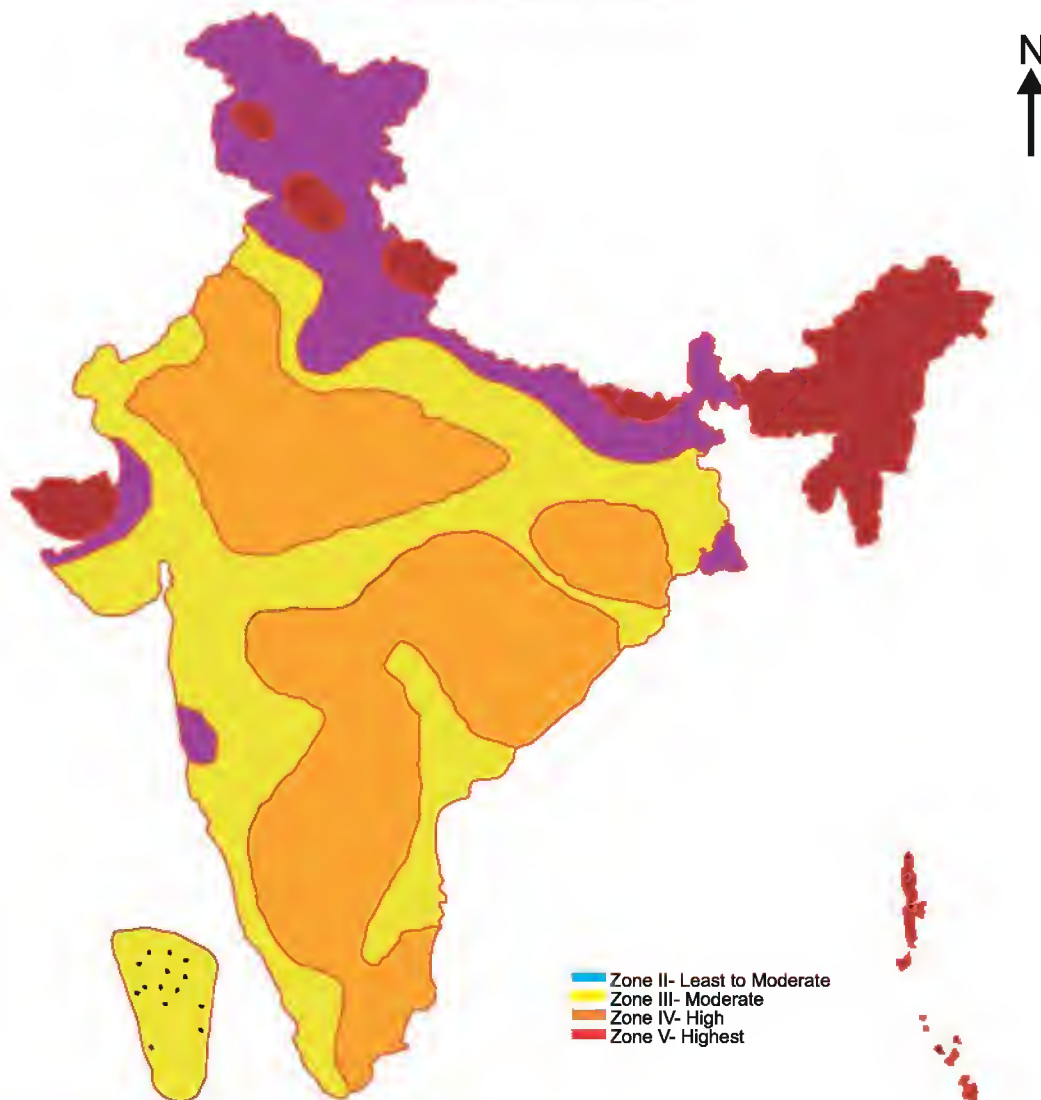 N
Zone II- Least to Moderate
Zone III- Moderate
Zone IV- High
Zone V- Highest